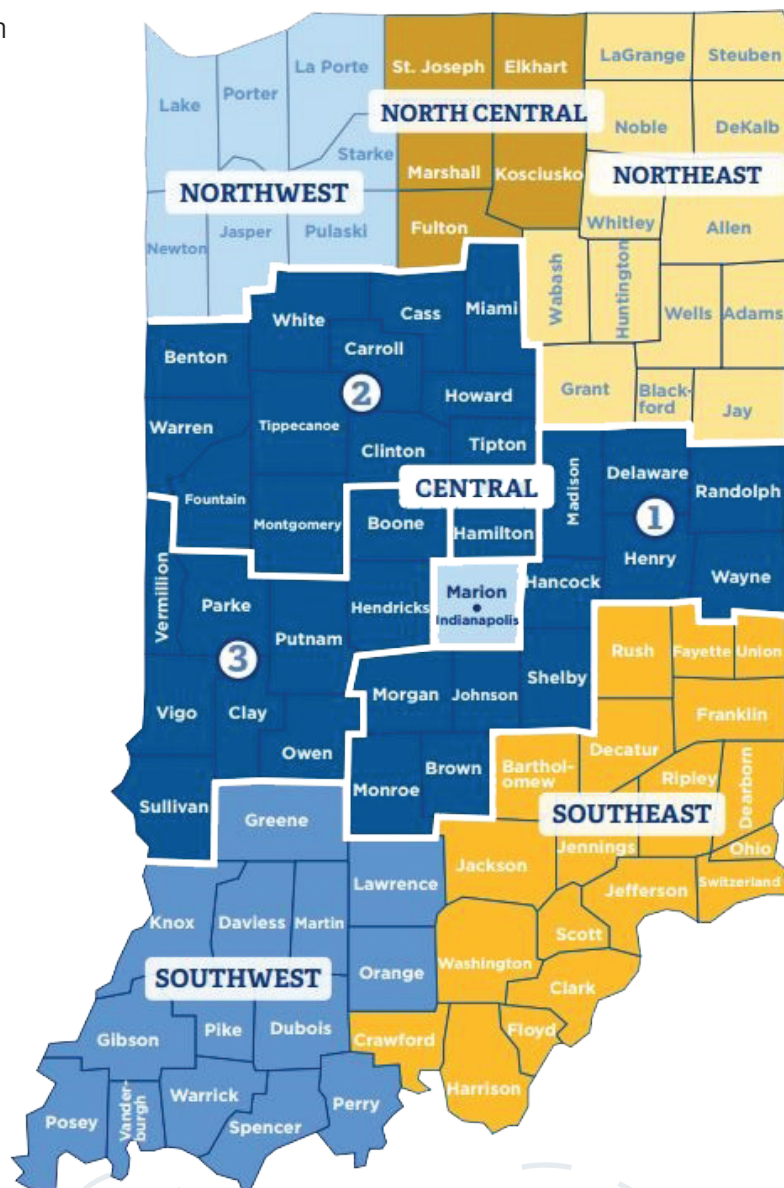 n
La Porte
St. Joseph
Elkhart
LaGrange
Steuben
Porter
Lake
NORTH CENTRAL
Noble
DeKalb
Starke
Marshall
Kosciusko
NORTHEAST
NORTHWEST
Whitley
Allen
Fulton
Newton
Jasper
Pulaski
Wabash
Huntington
Wells
Adams
White
Cass
Miami
Carroll
Benton
Grant
Black-
ford
Jay
2
Howard
Warren
Tippecanoe
Clinton
Tipton
Madison
Delaware
Randolph
CENTRAL
Fountain
Montgomery
Boone
Hamilton
1
Henry
Wayne
Vermillion
Parke
Hendricks
Marion
Indianapolis
Hancock
Putnam
3
Rush
Fayette
Union
Morgan
Johnson
Shelby
Vigo
Clay
Franklin
Owen
Decatur
Brown
Barthol-
omew
Ripley
Dearborn
Sullivan
Monroe
SOUTHEAST
Greene
Jennings
Ohio
Jackson
Lawrence
Jefferson
Switzerland
Knox
Daviess
Martin
Scott
Washington
SOUTHWEST
Orange
Clark
Gibson
Pike
Dubois
Crawford
Floyd
Harrison
Warrick
Perry
Posey
Vander-
burgh
Spencer